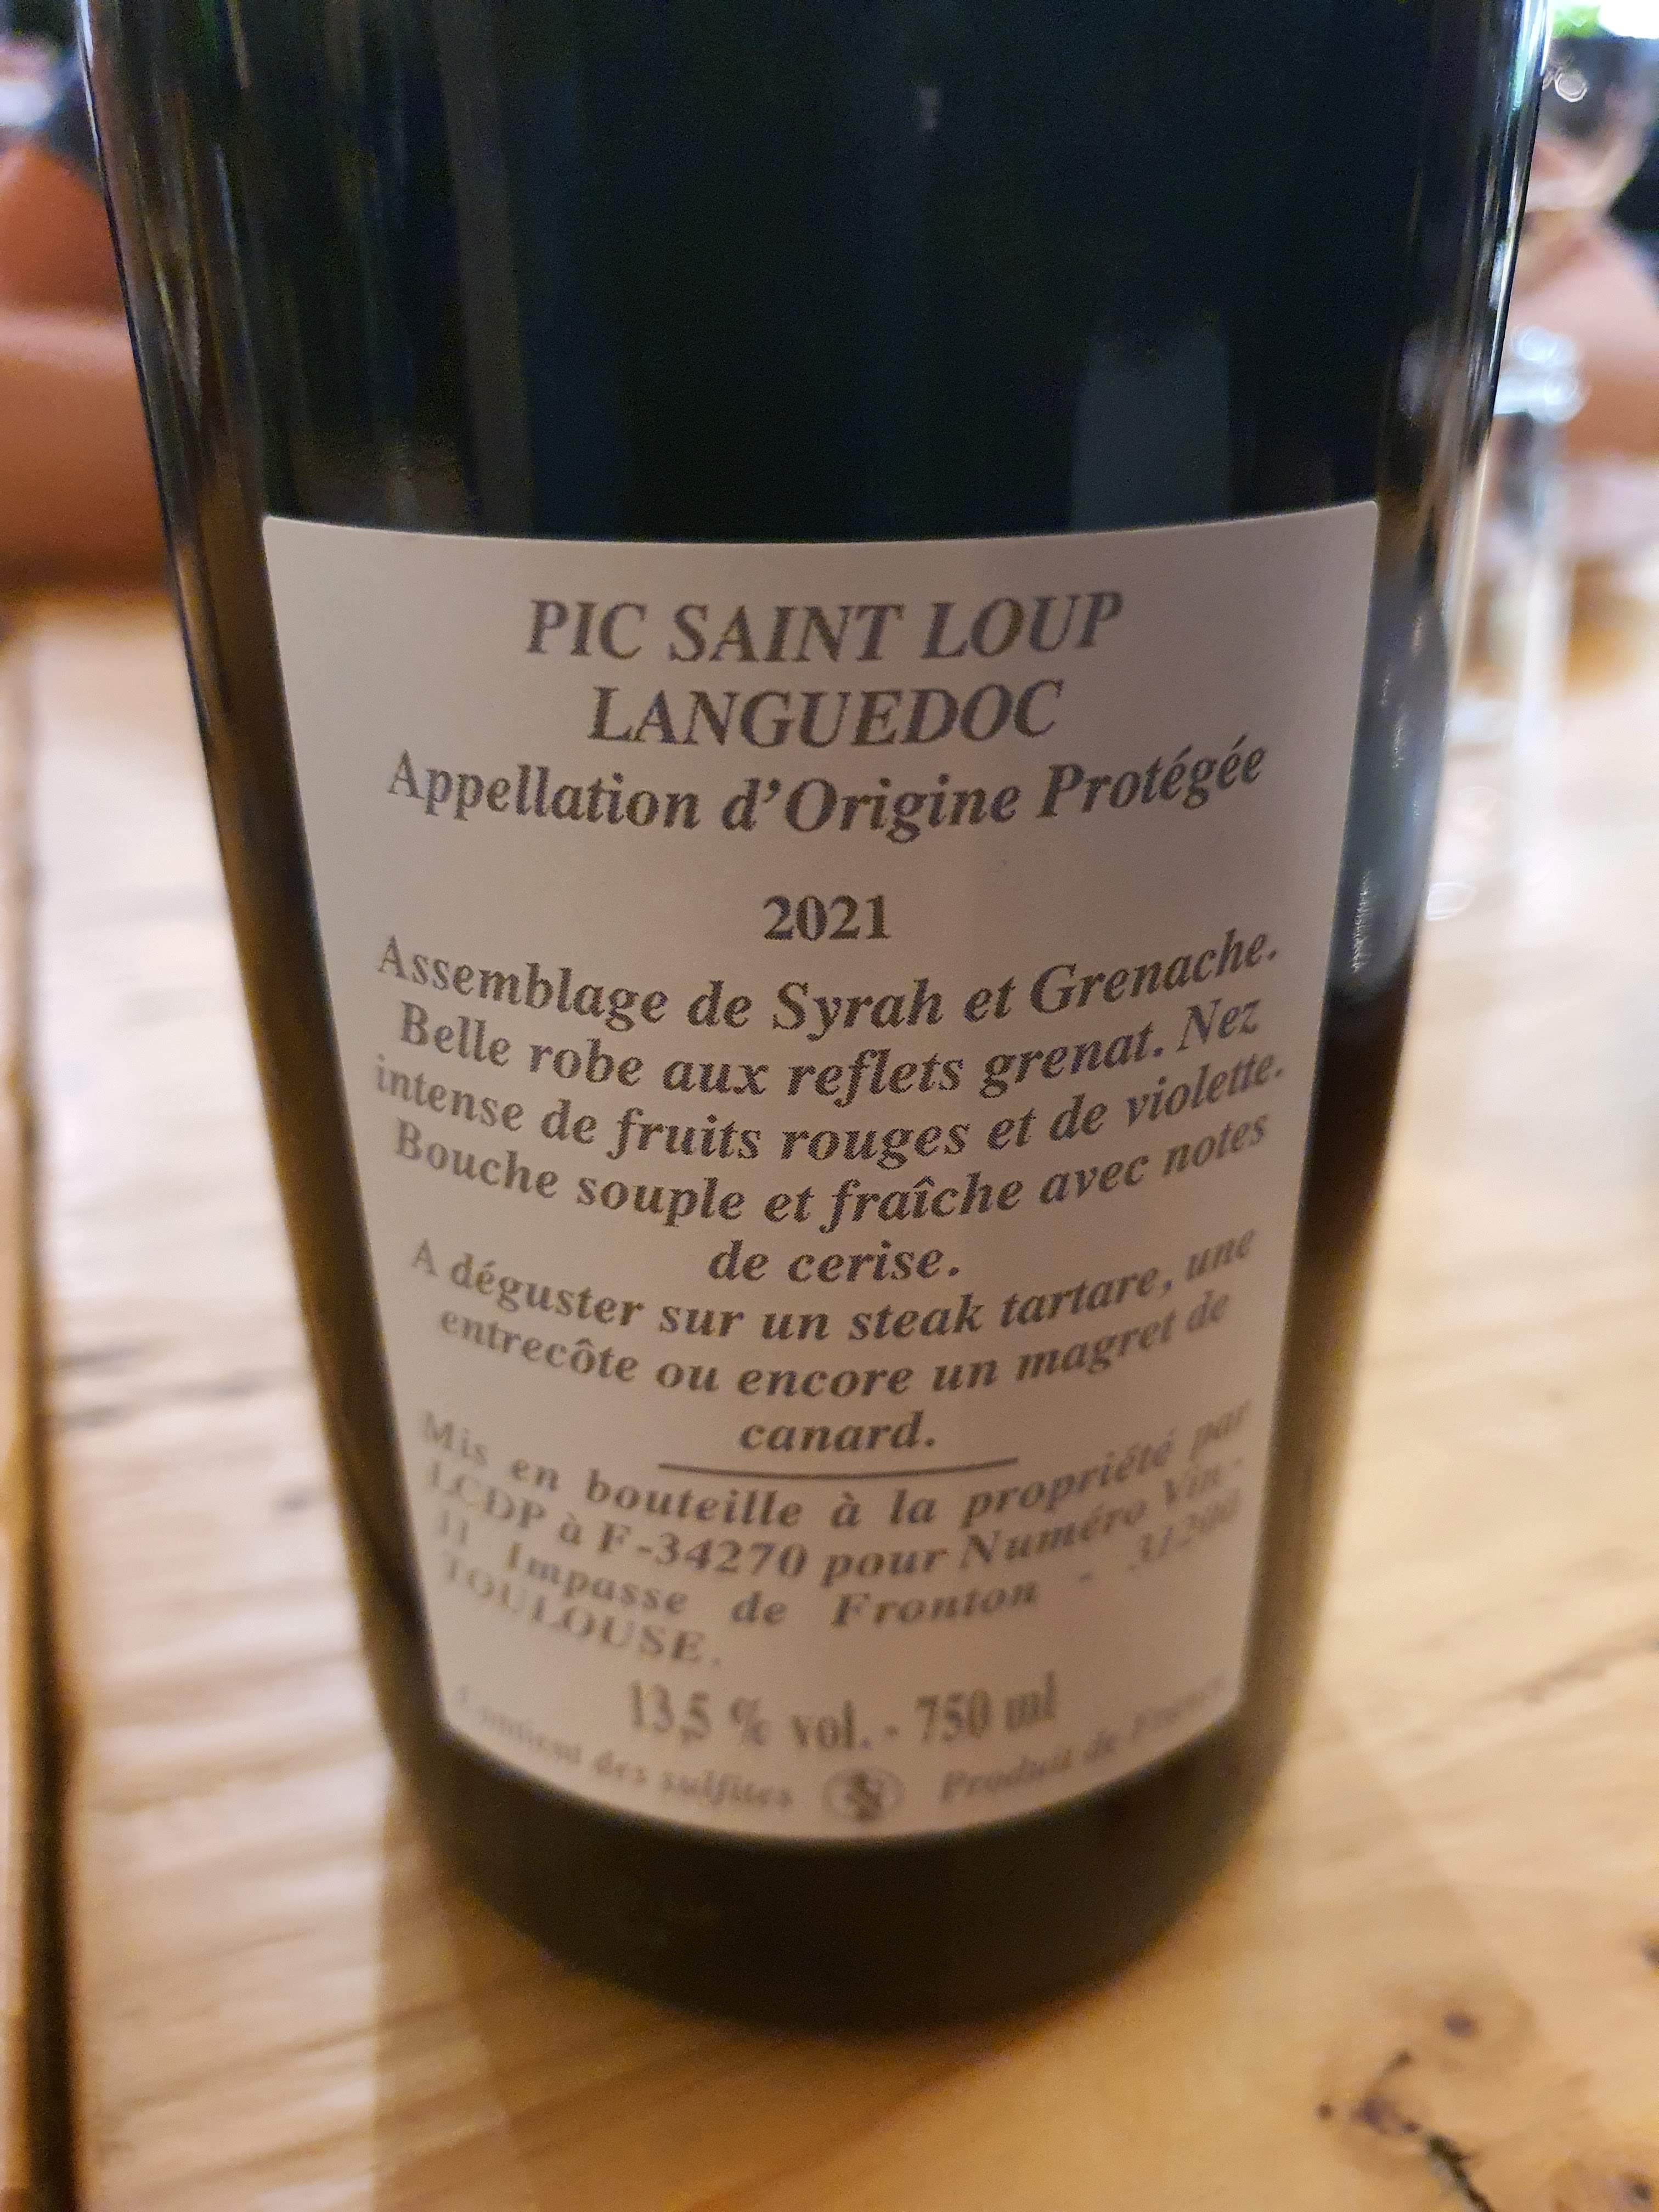 PIC SAINT LOUP
LANGUEDOC
Appellation d'Origine Protégée
2021
Assemblage de Syrah et Grenache.
Belle robe aux reflets grenat. Nez
intense de fruits rouges et de violette.
Bouche souple et fraîche avec notes
de cerise.
A déguster sur un steak tartare, une
entrecôte ou encore un magret de
canard.
Mis en bouteille à la propriété par
LCDP à F-34270 pour Numéro Vin -
11 Impasse de Fronton - 31200
TOULOUSE.
13,5 % vol. - 750 ml
Contient des sulfites Produit de France